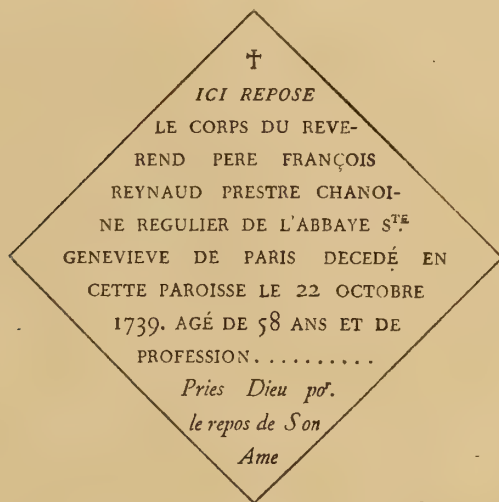 †
ICI REPOSE
LE CORPS DU REVE-
REND PERE FRANÇOIS
REYNAUD PRESTRE CHANOI-
NE REGULIER DE L'ABBAYE S.TE
GENEVIEVE DE PARIS DECEDÉ EN
CETTE PAROISSE LE 22 OCTOBRE
1739. AGÉ DE 58 ANS ET DE
PROFESSION..........
Pries Dieu por.
le repos de Son
Ame